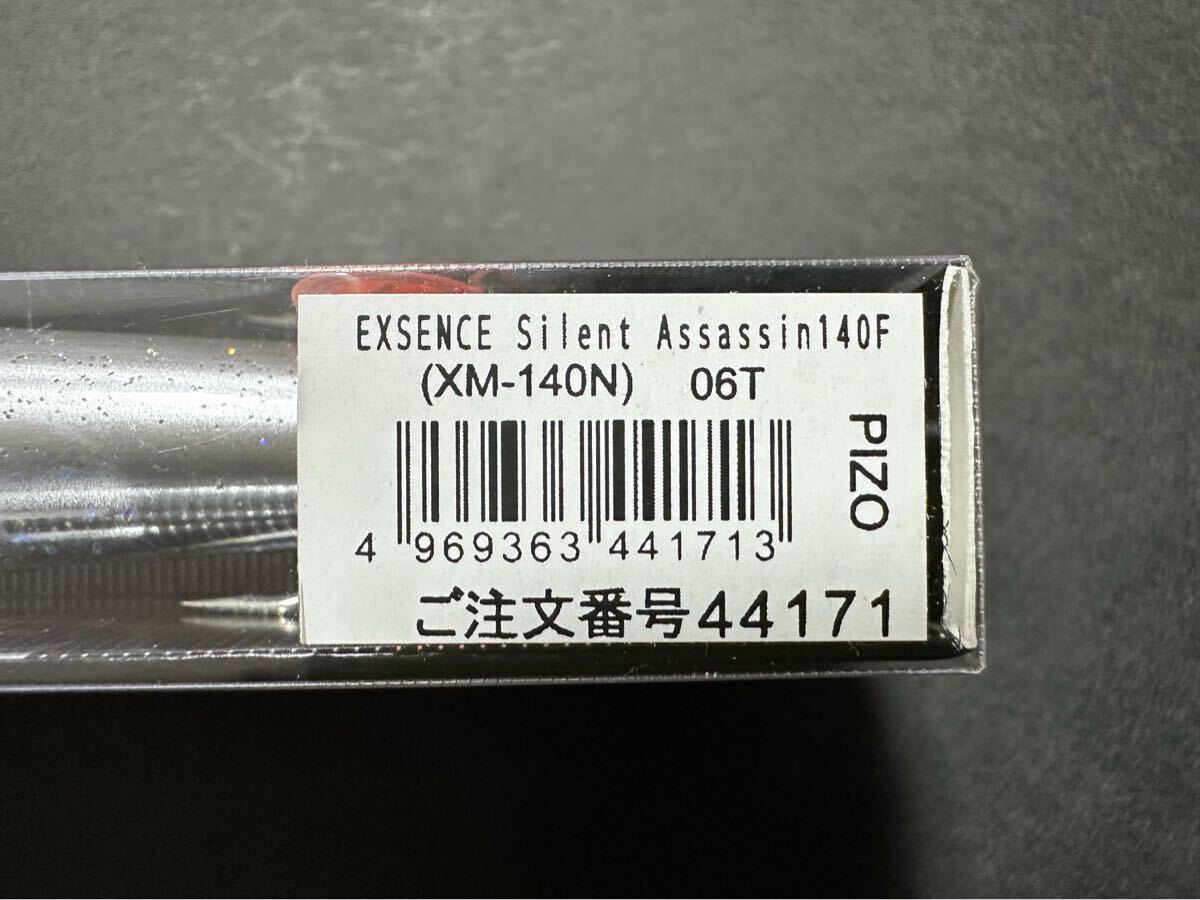 EXSENCE Silent Assassin140F
(XM-140N) 06T
PIZO
4 969363 441713
ご注文番号44171